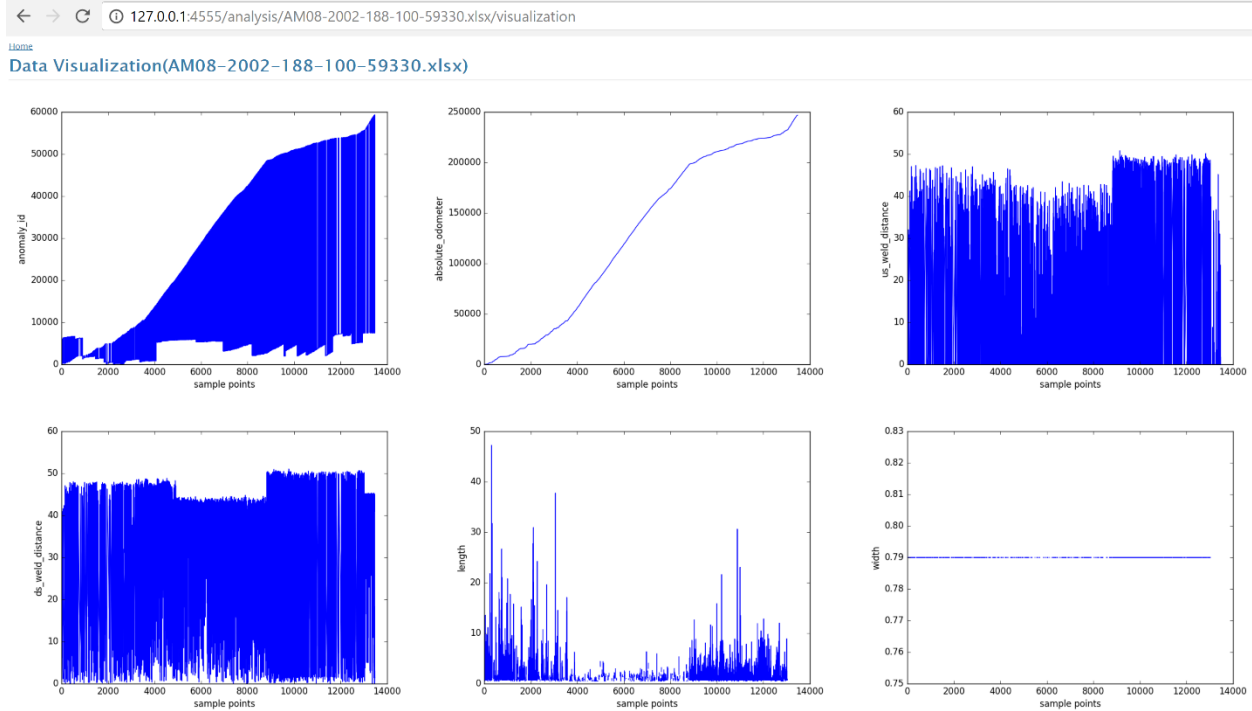 127.0.0.1:4555/analysis/AM08-2002-188-100-59330.xlsx/visualization
Home
Data Visualization(AM08-2002-188-100-59330.xlsx)
60000
50000
40000
30000
20000
10000
0
anomaly_id
0 2000 4000 6000 8000 10000 12000 14000
sample points
250000
200000
150000
100000
50000
0
absolute_odometer
0 2000 4000 6000 8000 10000 12000 14000
sample points
60
50
40
30
20
10
0
us_weld_distance
0 2000 4000 6000 8000 10000 12000 14000
sample points
60
50
40
30
20
10
0
ds_weld_distance
0 2000 4000 6000 8000 10000 12000 14000
sample points
50
40
30
20
10
0
length
0 2000 4000 6000 8000 10000 12000 14000
sample points
0.83
0.82
0.81
0.80
0.79
0.78
0.77
0.76
0.75
width
0 2000 4000 6000 8000 10000 12000 14000
sample points